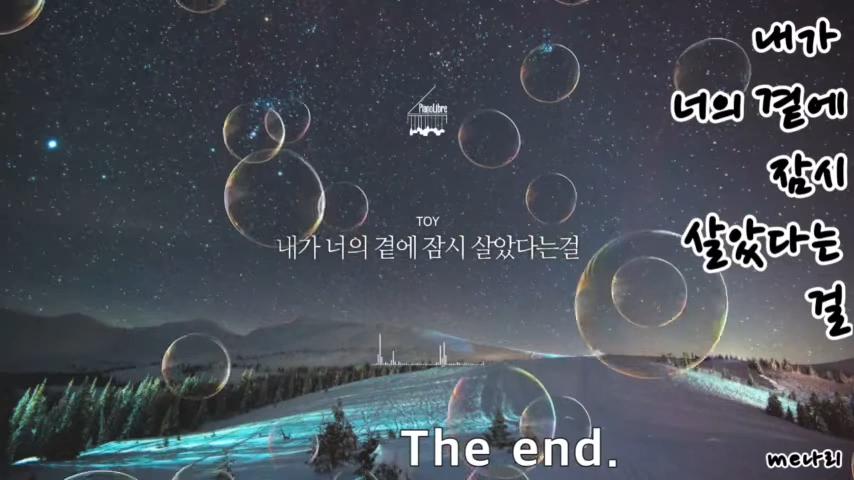 PianoLibre
TOY
내가 너의 곁에 잠시 살았다는걸
내가
너의 곁에
잠시
살았다는
걸
The end.
me나리